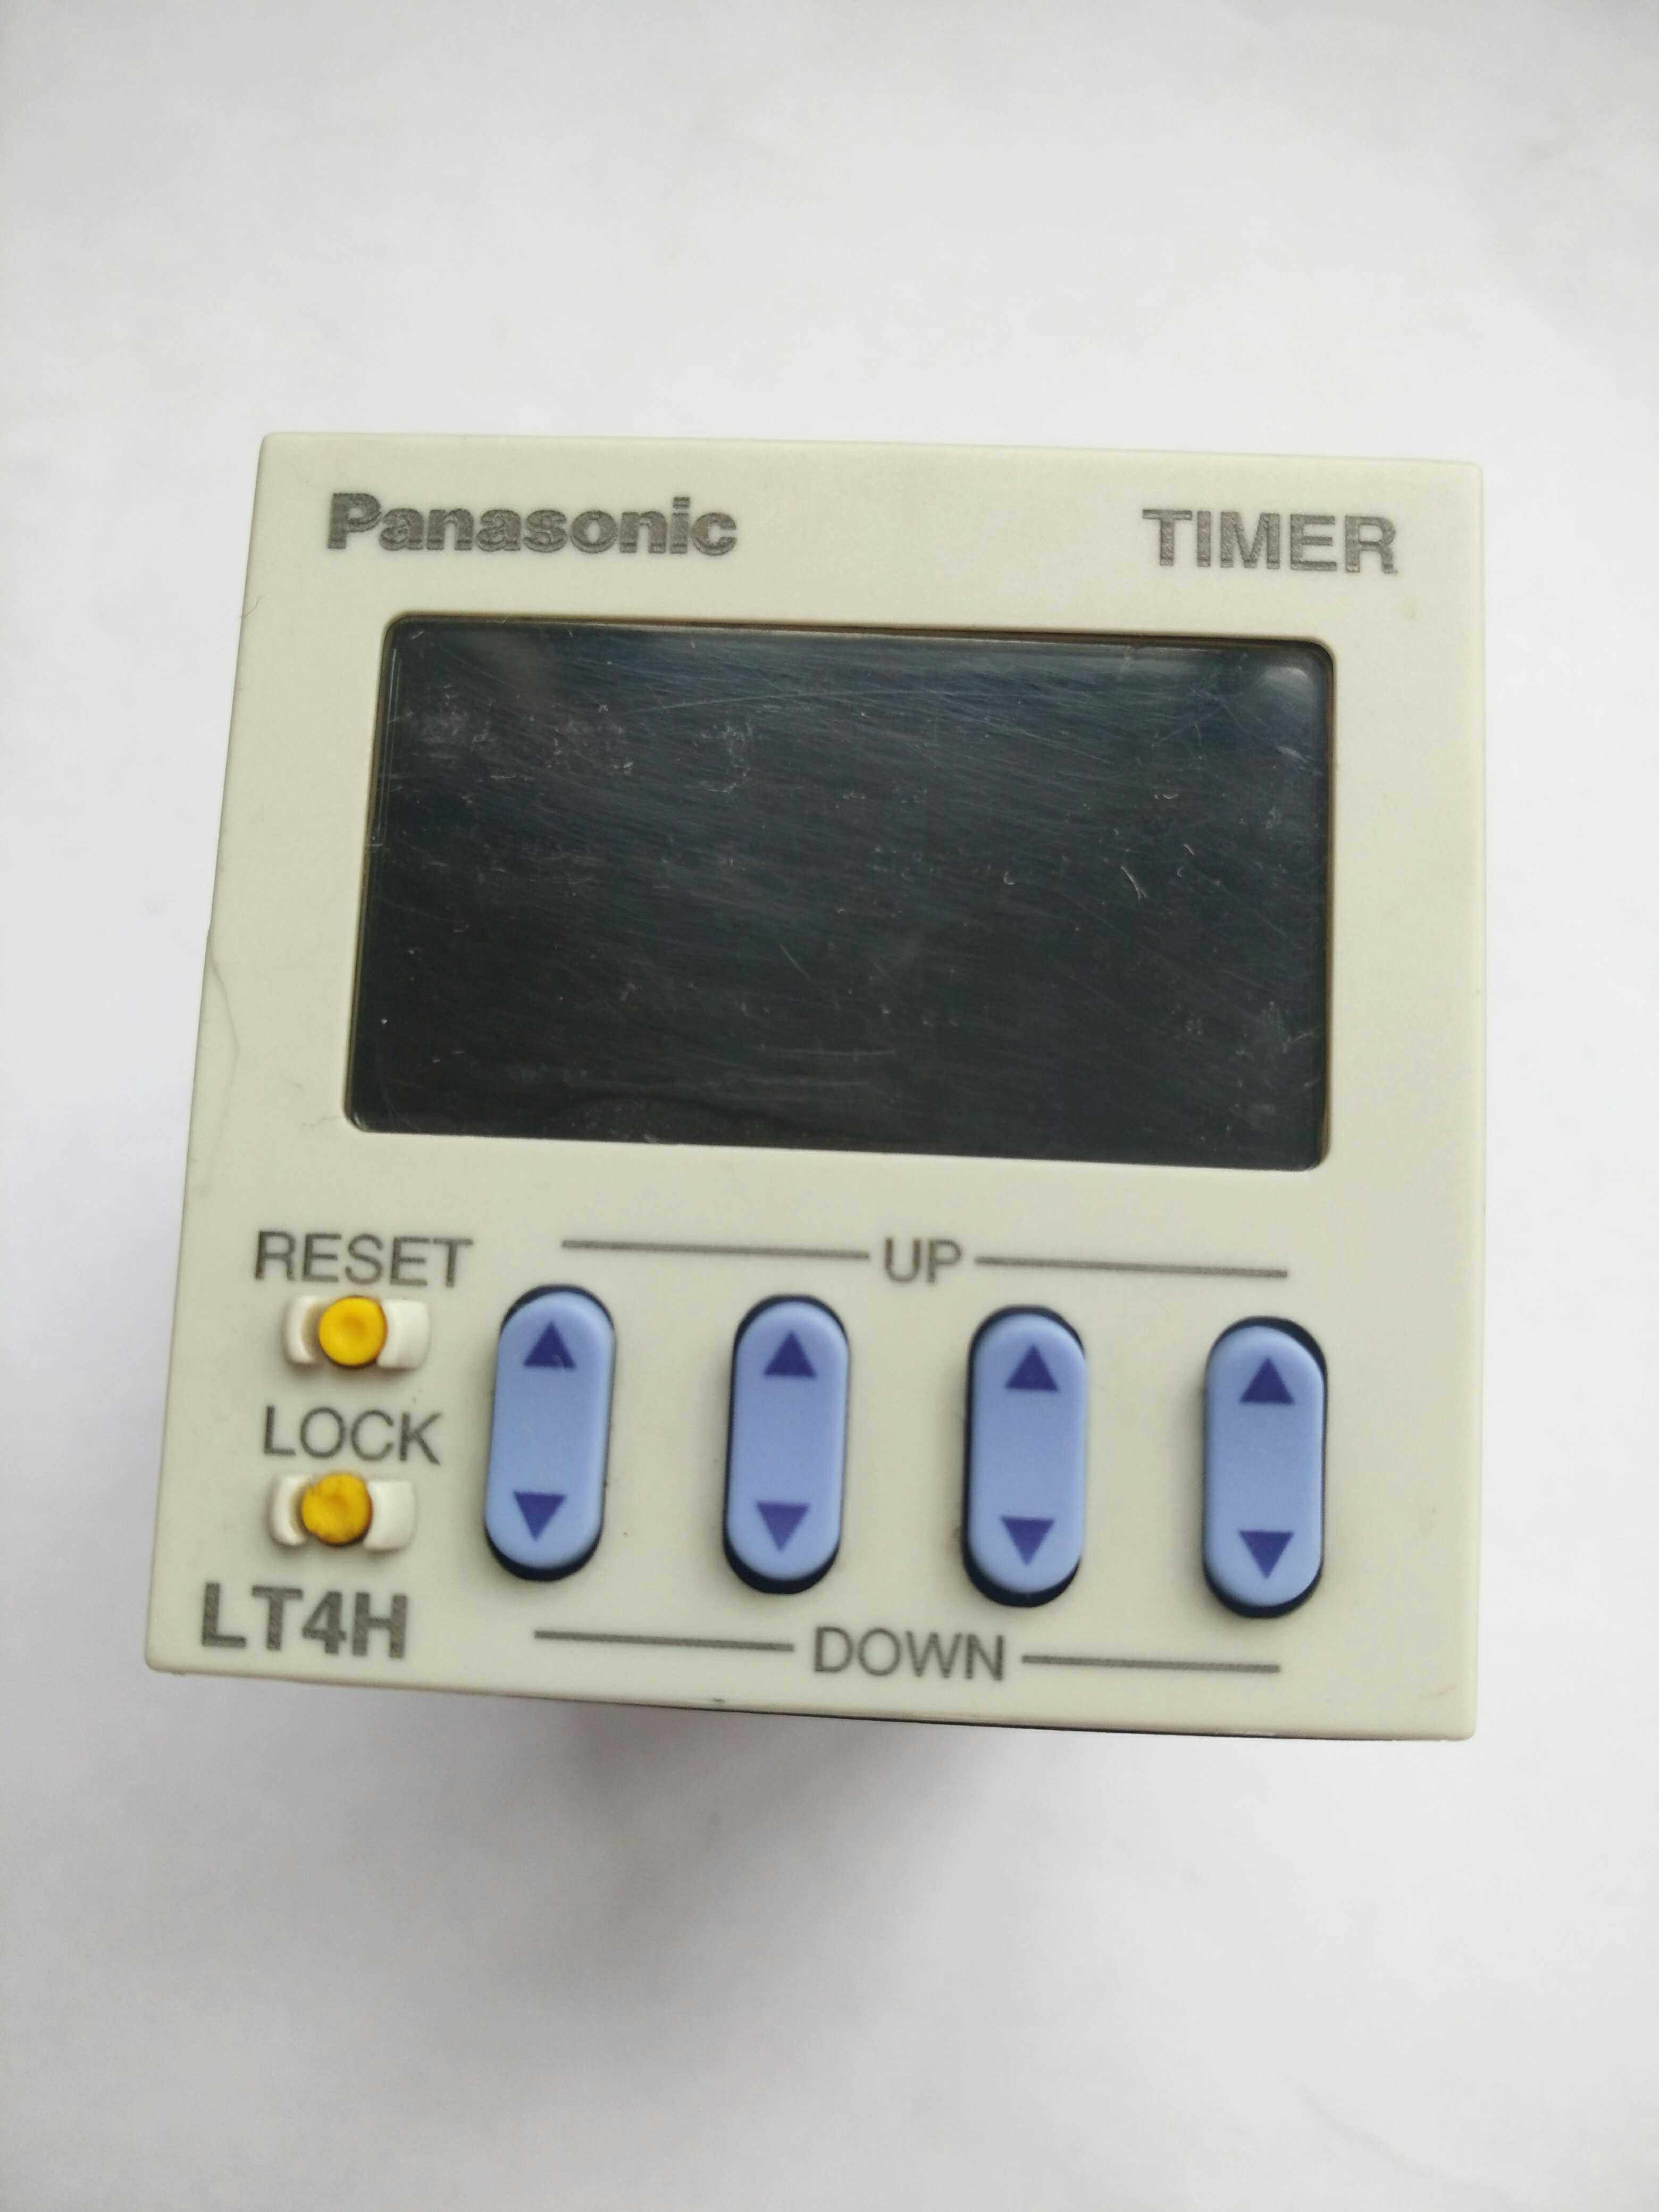 Panasonic TIMER
RESET
UP
LOCK
LT4H
DOWN